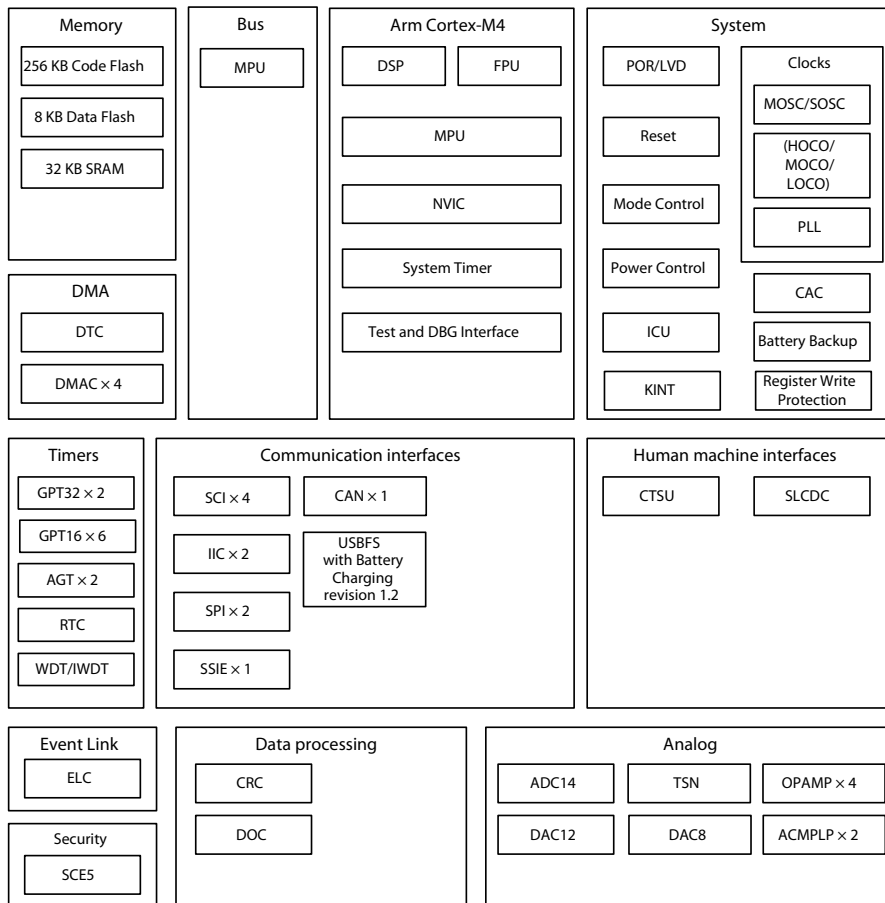 Memory
256 KB Code Flash
8 KB Data Flash
32 KB SRAM
DMA
DTC
DMAC × 4
Bus
MPU
Arm Cortex-M4
DSP
FPU
MPU
NVIC
System Timer
Test and DBG Interface
System
POR/LVD
Reset
Mode Control
Power Control
ICU
KINT
Clocks
MOSC/SOSC
(HOCO/
MOCO/
LOCO)
PLL
CAC
Battery Backup
Register Write
Protection
Timers
GPT32 × 2
GPT16 × 6
AGT × 2
RTC
WDT/IWDT
Communication interfaces
SCI × 4
IIC × 2
SPI × 2
SSIE × 1
CAN × 1
USBFS
with Battery
Charging
revision 1.2
Human machine interfaces
CTSU
SLCDC
Event Link
ELC
Security
SCE5
Data processing
CRC
DOC
Analog
ADC14
TSN
OPAMP × 4
DAC12
DAC8
ACMPLP × 2